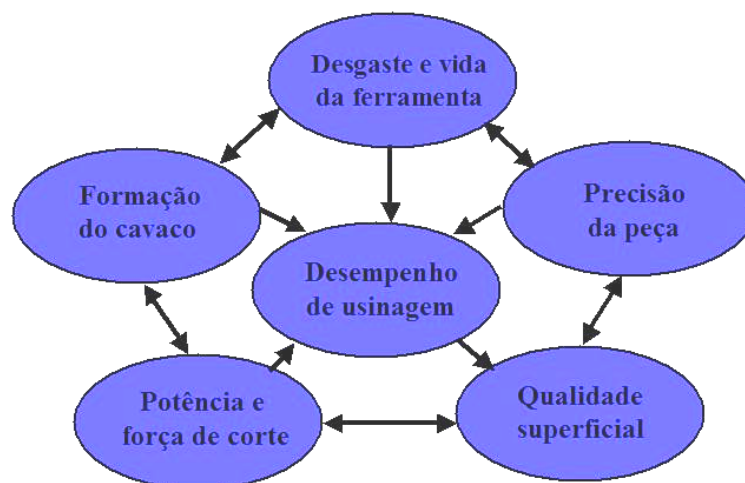 Desgaste e vida
da ferramenta
Formação
do cavaco
Precisão
da peça
Desempenho
de usinagem
Potência e
força de corte
Qualidade
superficial